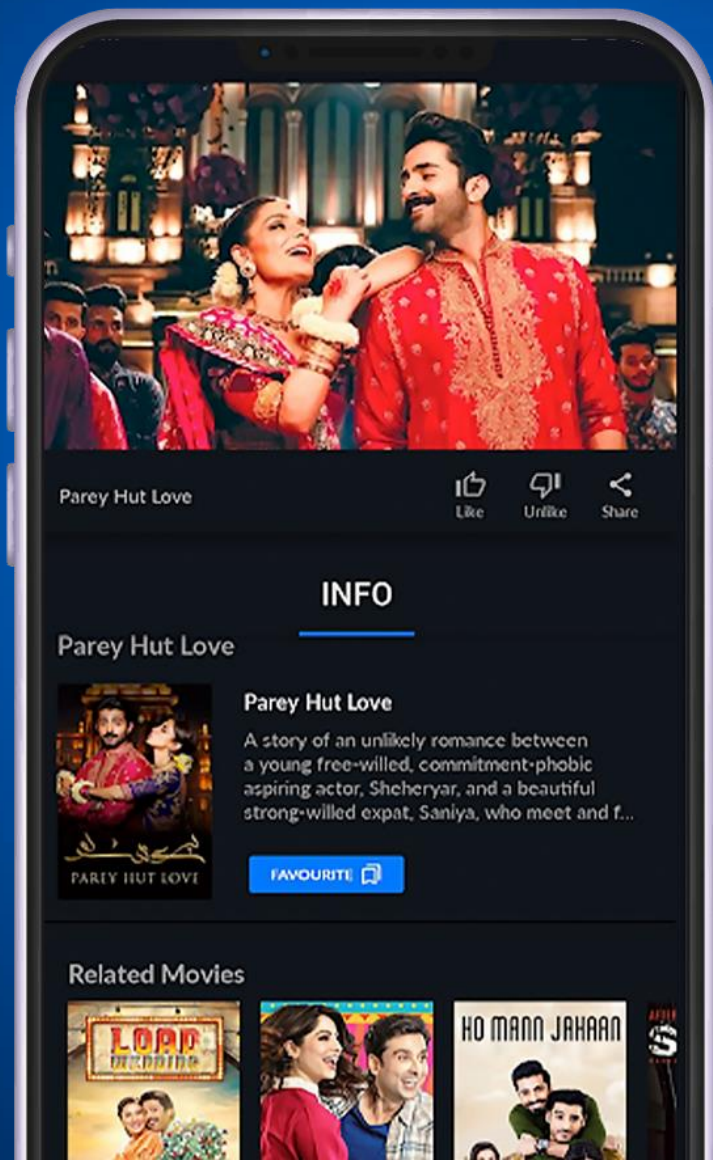 Parey Hut Love
Like
Unlike
Share
INFO
Parey Hut Love
Parey Hut Love
A story of an unlikely romance between
a young free-willed, commitment-phobic
aspiring actor, Sheheryar, and a beautiful
strong-willed expat, Saniya, who meet and f...
PAREY HUT LOVE
FAVOURITE
Related Movies
LOAD
WEDDING
HO MANN JAHAAN